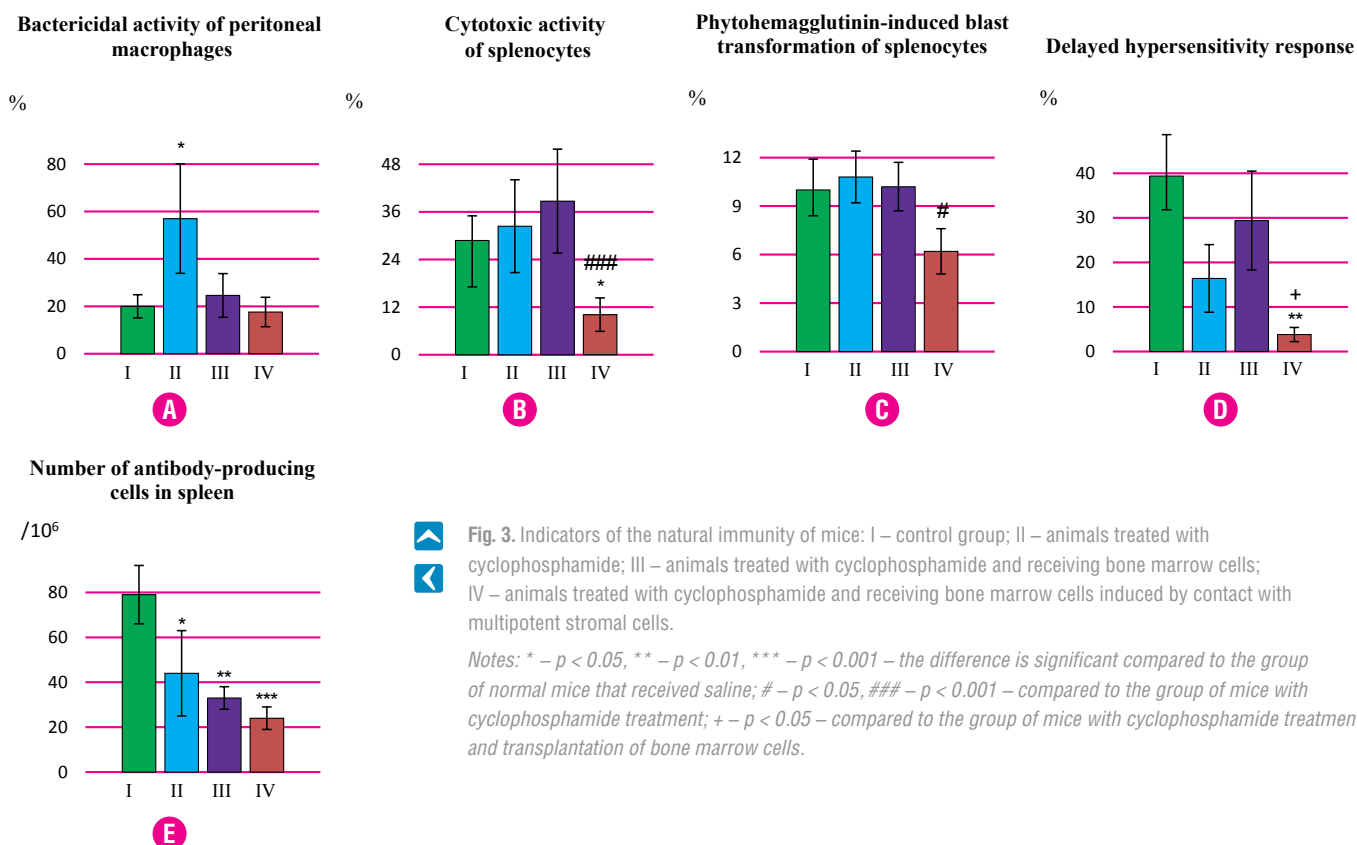 Bactericidal activity of peritoneal
macrophages
%
80
60
40
20
0
*
I II III IV
A
Cytotoxic activity
of splenocytes
%
48
36
24
12
0
###
*
I II III IV
B
Phytohemagglutinin-induced blast
transformation of splenocytes
%
12
9
6
3
0
#
I II III IV
C
Delayed hypersensitivity response
%
40
30
20
10
0
+
**
I II III IV
D
Number of antibody-producing
cells in spleen
/10⁶
80
60
40
20
0
*
**
***
I II III IV
E
Fig. 3. Indicators of the natural immunity of mice: I – control group; II – animals treated with
cyclophosphamide; III – animals treated with cyclophosphamide and receiving bone marrow cells;
IV – animals treated with cyclophosphamide and receiving bone marrow cells induced by contact with
multipotent stromal cells.
Notes: * – p < 0.05, ** – p < 0.01, *** – p < 0.001 – the difference is significant compared to the group
of normal mice that received saline; # – p < 0.05, ### – p < 0.001 – compared to the group of mice with
cyclophosphamide treatment; + – p < 0.05 – compared to the group of mice with cyclophosphamide treatmen
and transplantation of bone marrow cells.